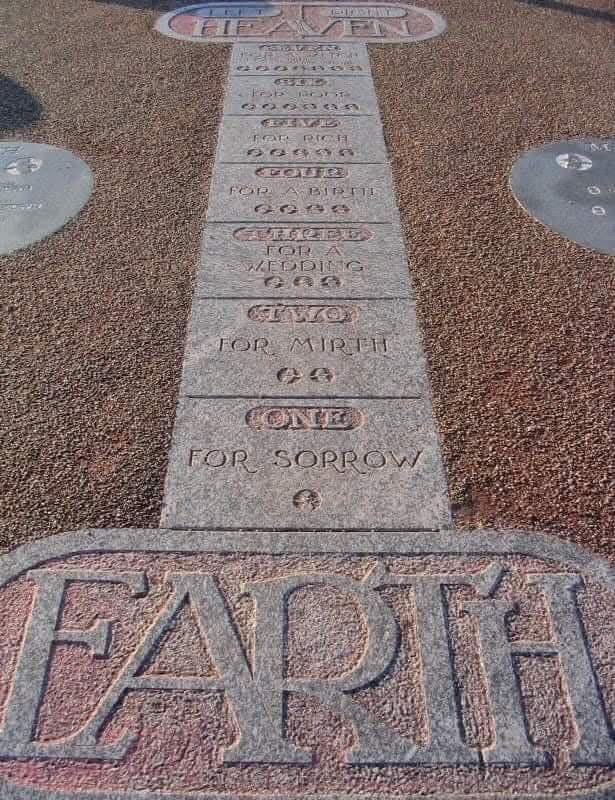 LEFT RIGHT
HEAVEN
SEVEN
SIX
FOR POOR
FIVE
FOR RICH
FOUR
FOR A BIRTH
THREE
FOR A
WEDDING
TWO
FOR MIRTH
ONE
FOR SORROW
EARTH